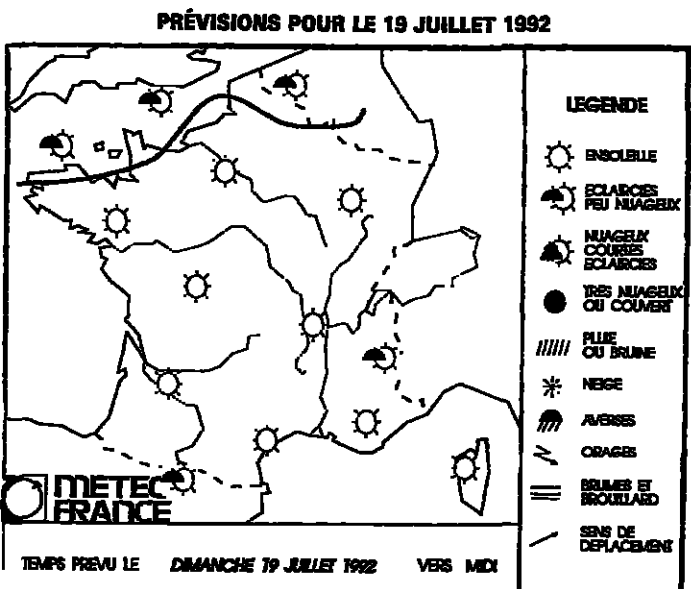 PRÉVISIONS POUR LE 19 JUILLET 1992
LEGENDE
ENSOLEILLE
ECLAIRCIES
PEU NUAGEUX
NUAGEUX
COURTES
ECLAIRCIES
TRES NUAGEUX
OU COUVERT
PLUIE
OU BRUINE
NEIGE
AVERSES
ORAGES
BRUMES ET
BROUILLARD
SENS DE
DEPLACEMENT
METEO
FRANCE
TEMPS PREVU LE DIMANCHE 19 JUILLET 1992 VERS MIDI